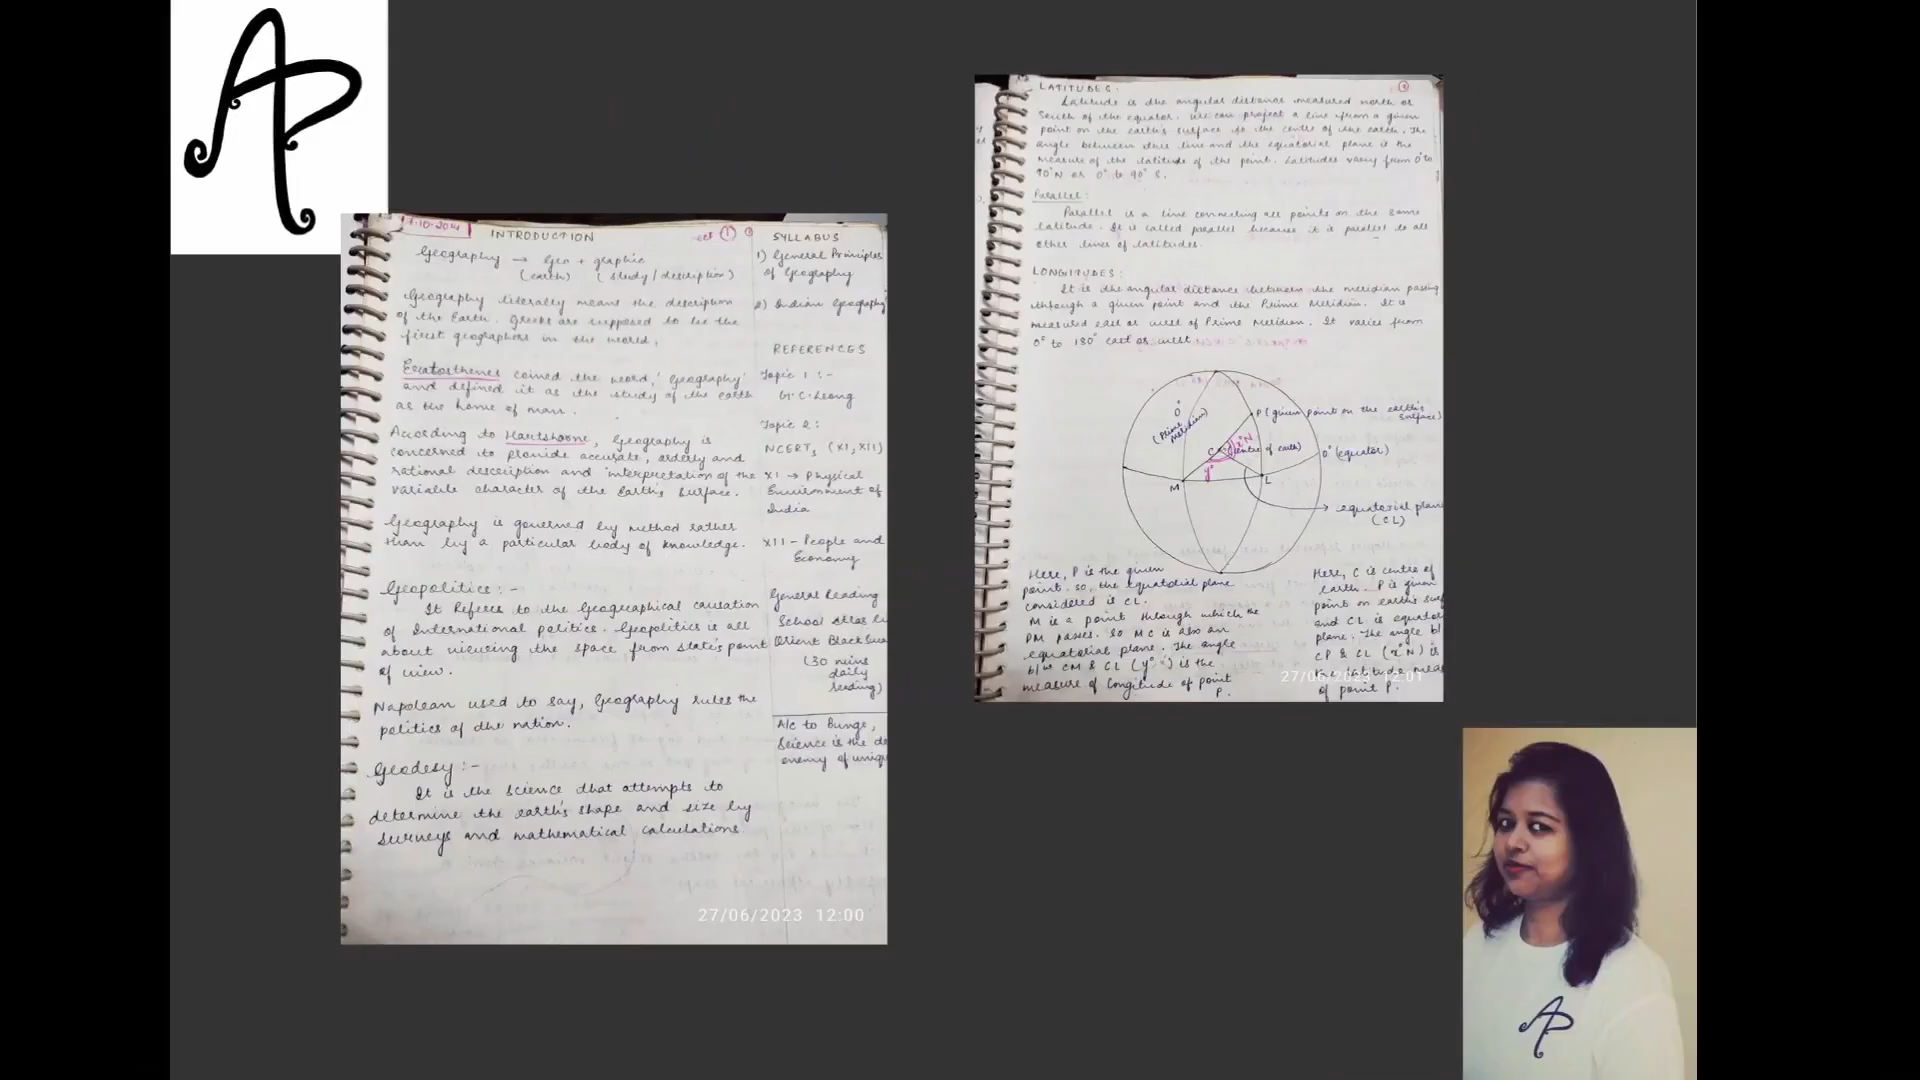 AP
INTRODUCTION
Geography → Geo + graphia
(earth) (study/description)
Geography literally means the description
of the Earth. Greeks are supposed to be the
first geographers in the world.
Eratosthenes coined the word, 'Geography'
and defined it as the study of the earth
as the home of man.
According to Hartshorne, Geography is
concerned to provide accurate, orderly and
rational description and interpretation of the
variable character of the Earth's surface.
Geography is governed by method rather
than by a particular body of knowledge.
Geopolitics :-
It Refers to the Geographical causation
of International politics. Geopolitics is all
about viewing the space from state's point
of view.
Napolean used to say, Geography rules the
politics of the nation.
Geodesy :-
It is the science that attempts to
determine the earth's shape and size by
surveys and mathematical calculations
SYLLABUS
1) General Principles
of Geography
2) Indian Geography
REFERENCES
Topic 1 :-
G.C. Leong
Topic 2 :
NCERTs (XI, XII)
XI → Physical
Environment of
India
XII - People and
Economy
General Reading
School Atlas
Orient Black
(30 mins
daily
reading)
A/c to Bunge,
Science is the
enemy of
27/06/2023 12:00
LATITUDES:
Latitude is the angular distance measured north or
south of the equator. We can project a line from a given
point on the earth's surface to the centre of the earth. The
angle between this line and the equatorial plane is the
measure of the latitude of the point. Latitudes vary from 0° to
90°N or 0° to 90° S.
Parallel:
Parallel is a line connecting all points on the same
latitude. It is called parallel because it is parallel to all
other lines of latitudes.
LONGITUDES:
It is the angular distance between the meridian passing
through a given point and the Prime Meridian. It is
measured east or west of Prime Meridian. It varies from
0° to 180° east or west
0°
(Prime
meridian)
P (given point on the earth's
surface)
x°N
C
(centre of earth)
0° (equator)
y°
M
L
equatorial plane
(CL)
Here, P is the given
point. So, the equatorial plane
considered is CL.
M is a point through which the
PM passes. So MC is also an
equatorial plane. The angle
b/w CM & CL (y°) is the
measure of longitude of point
P.
Here, C is centre of
earth. P is given
point on earth's
and CL is
plane. The angle b/
CP & CL (x°N) is
the latitude
of point P.
27/06/2023 12:01
AP